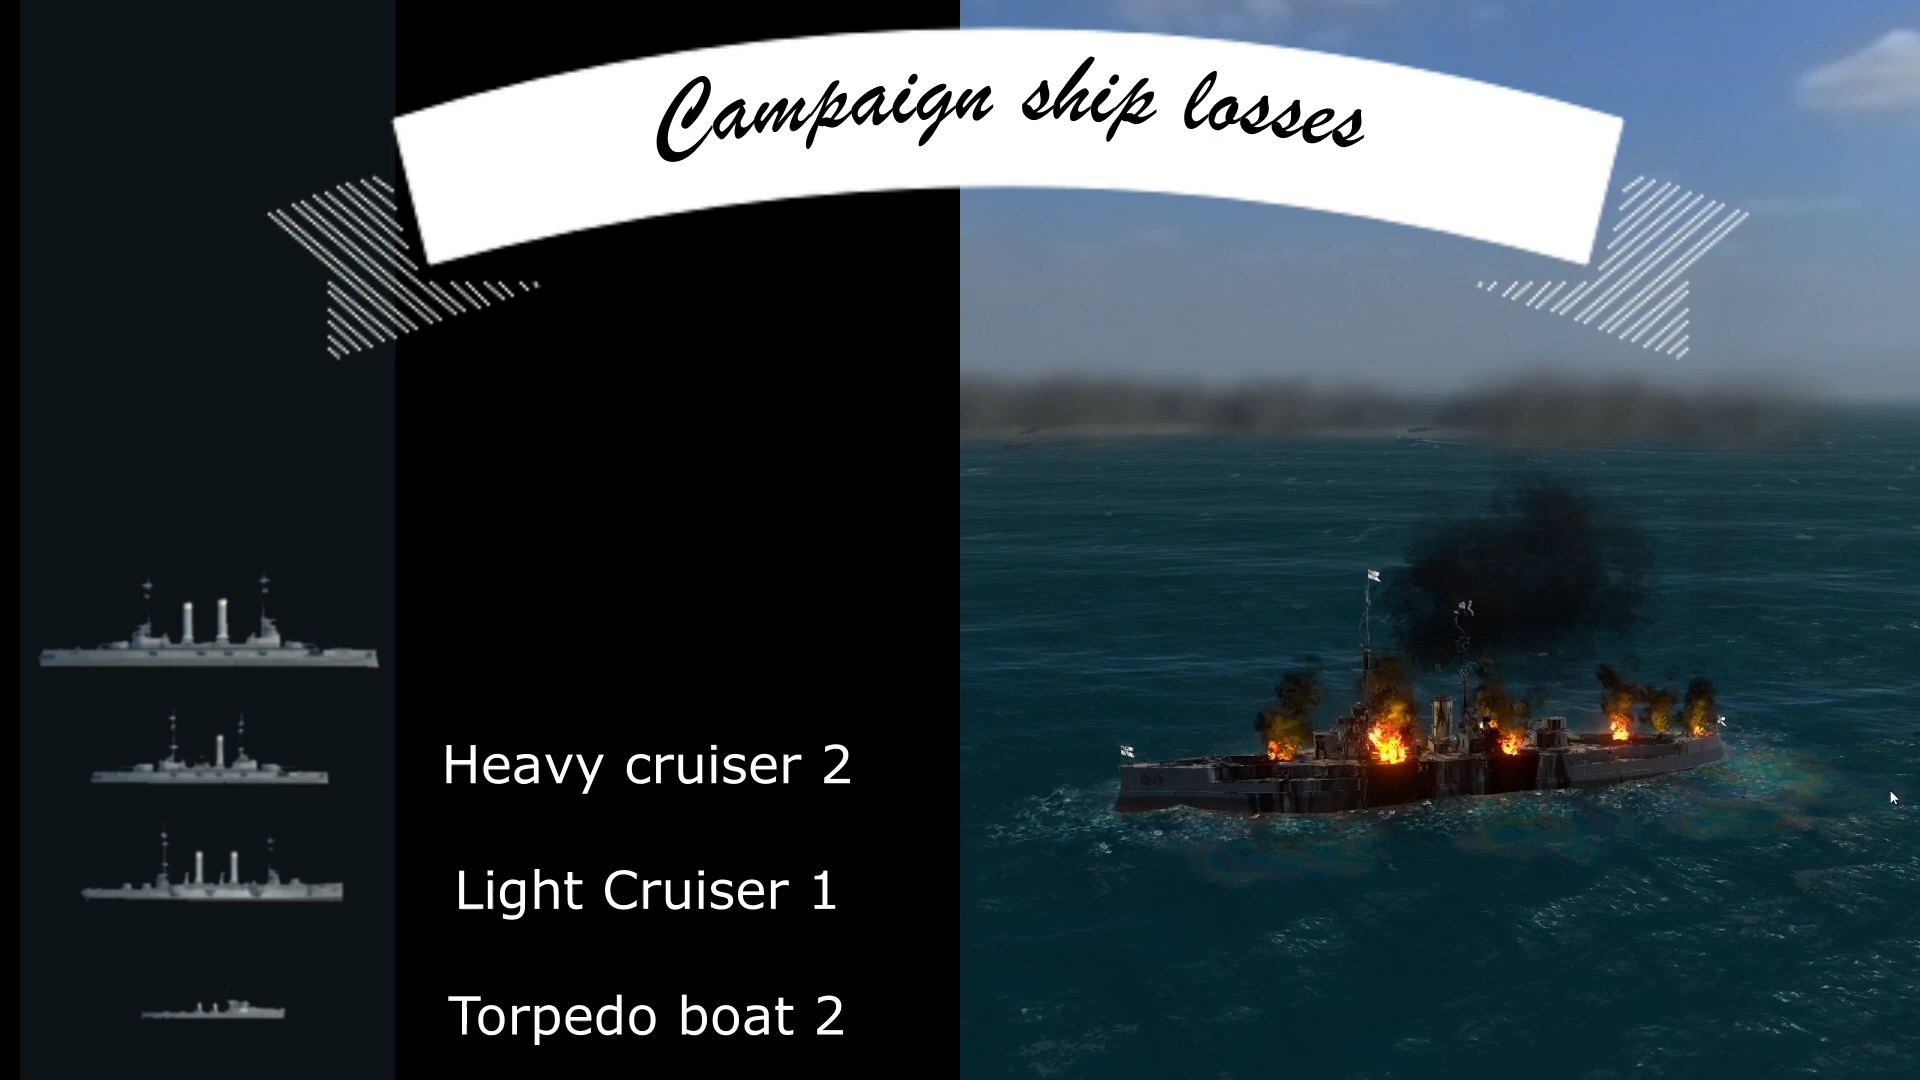 Campaign ship losses
Heavy cruiser 2
Light Cruiser 1
Torpedo boat 2